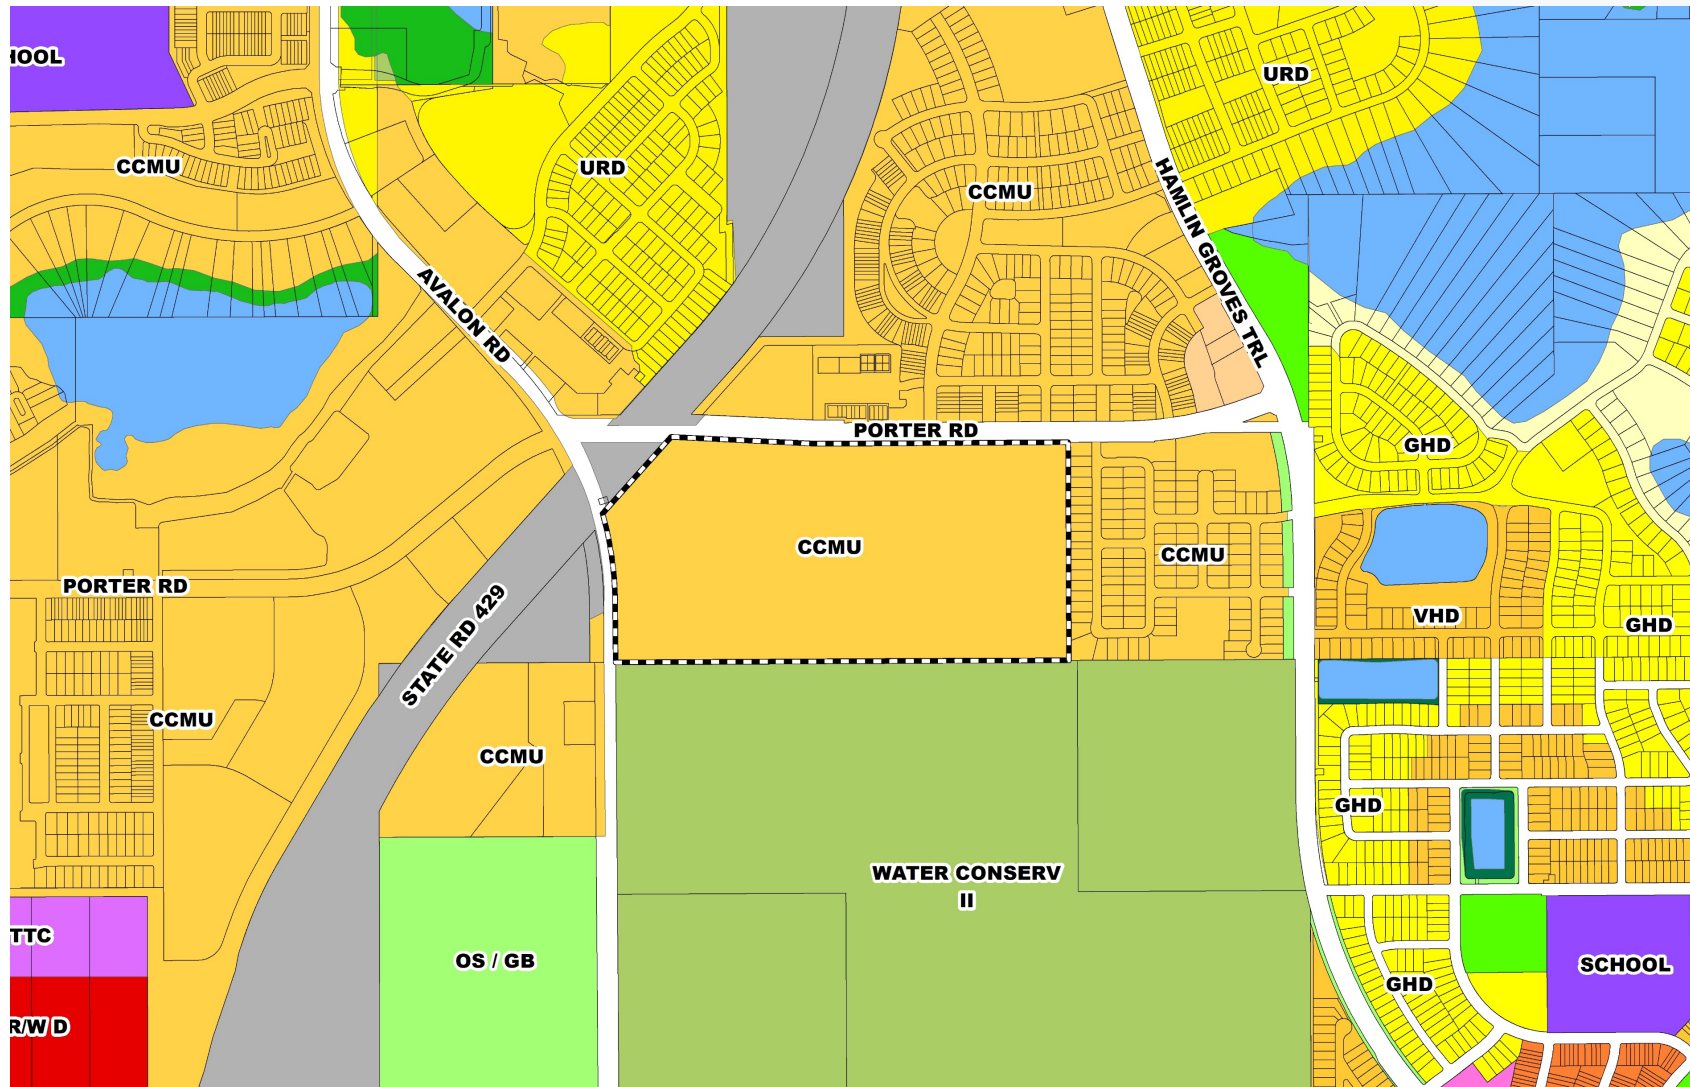 HOOL
URD
CCMU
URD
CCMU
HAMLIN GROVES TRL
AVALON RD
PORTER RD
GHD
CCMU
CCMU
PORTER RD
STATE RD 429
VHD
GHD
CCMU
CCMU
GHD
WATER CONSERV
II
TTC
OS / GB
SCHOOL
GHD
R/W D